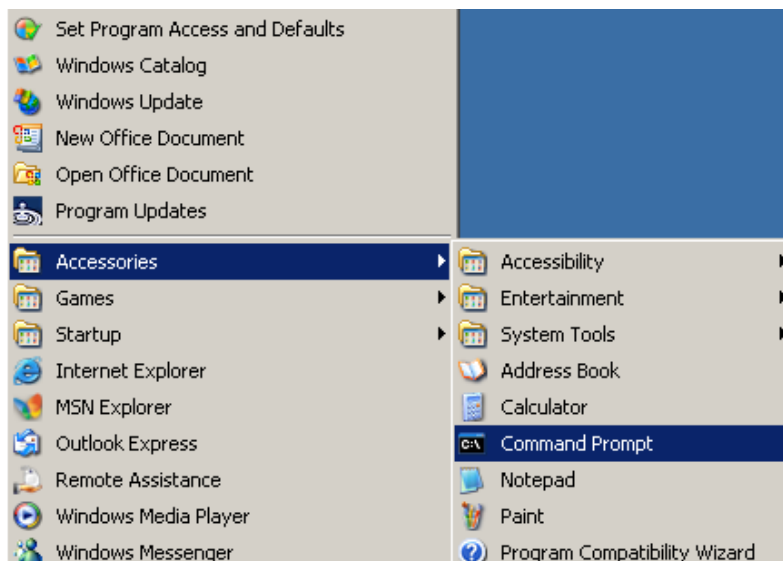 Set Program Access and Defaults
Windows Catalog
Windows Update
New Office Document
Open Office Document
Program Updates
Accessories
Games
Startup
Internet Explorer
MSN Explorer
Outlook Express
Remote Assistance
Windows Media Player
Windows Messenger
Accessibility
Entertainment
System Tools
Address Book
Calculator
C:\
Command Prompt
Notepad
Paint
Program Compatibility Wizard